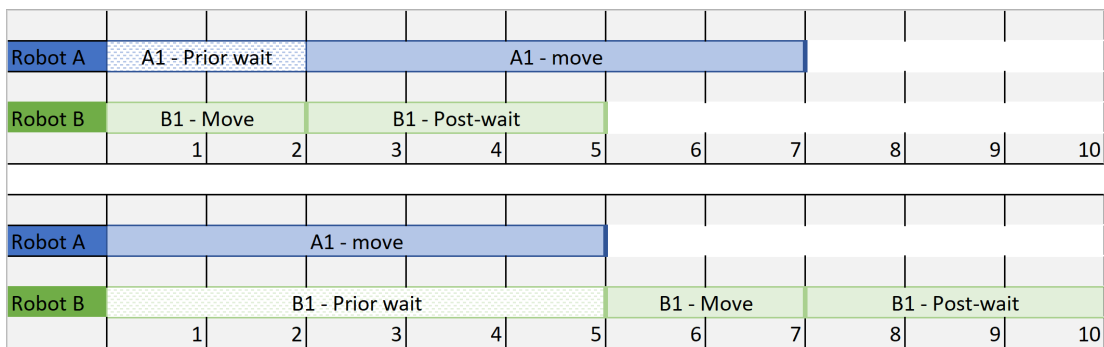 Robot A A1 - Prior wait A1 - move
Robot B B1 - Move B1 - Post-wait
1 2 3 4 5 6 7 8 9 10
Robot A A1 - move
Robot B B1 - Prior wait B1 - Move B1 - Post-wait
1 2 3 4 5 6 7 8 9 10